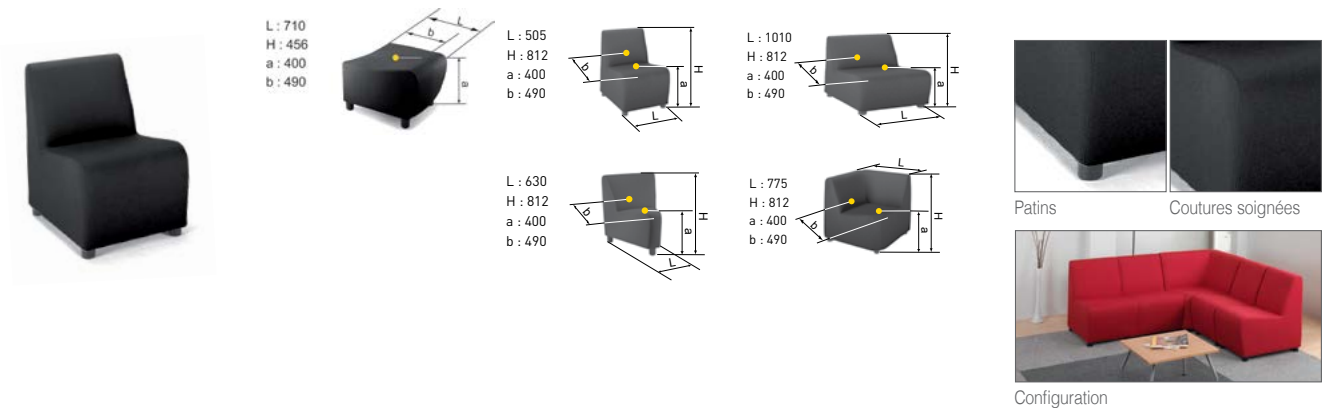 L : 710
H : 456
a : 400
b : 490
b
L
a
L : 505
H : 812
a : 400
b : 490
b
H
a
L
L : 1010
H : 812
a : 400
b : 490
b
H
a
L
L : 630
H : 812
a : 400
b : 490
b
H
a
L
L : 775
H : 812
a : 400
b : 490
L
b
H
a
Patins
Coutures soignées
Configuration